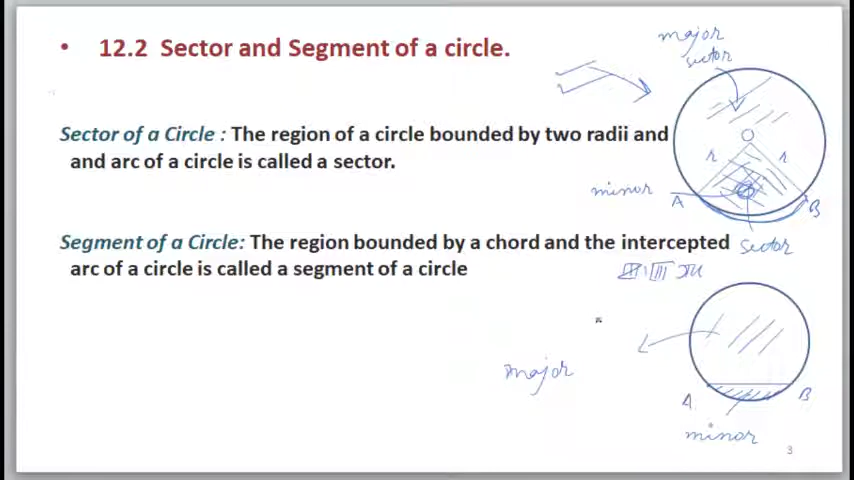 • 12.2 Sector and Segment of a circle.
major
sector
Sector of a Circle : The region of a circle bounded by two radii and
and arc of a circle is called a sector.
O
r r
minor
A B
sector
Segment of a Circle: The region bounded by a chord and the intercepted
arc of a circle is called a segment of a circle
major
A B
minor
3